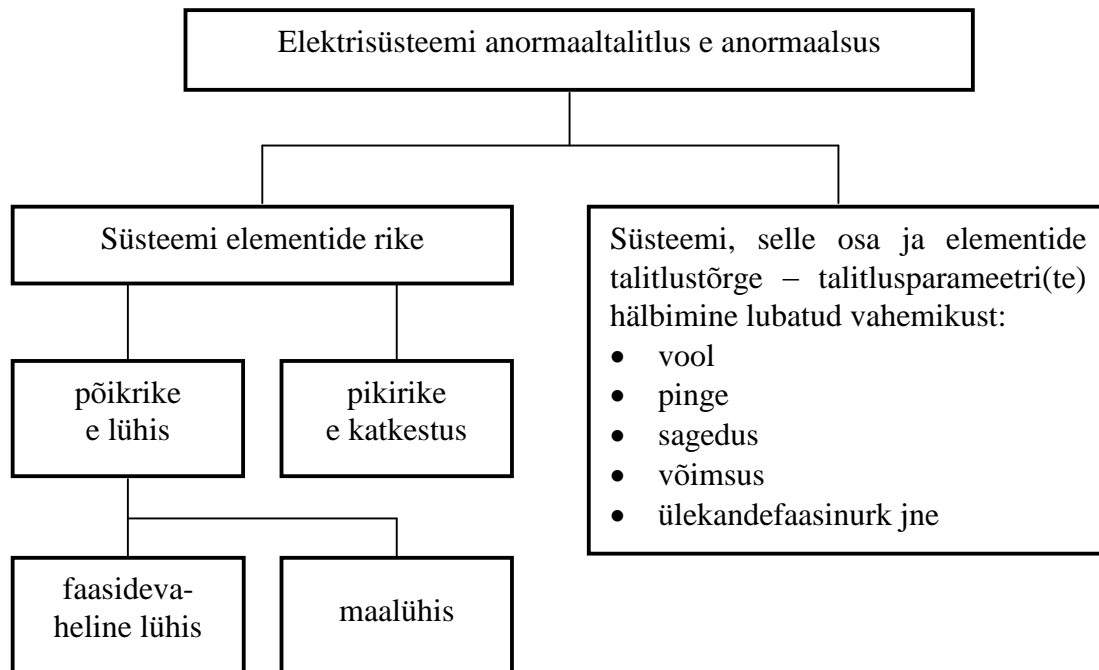 Elektrisüsteemi anormaaltalitlus e anormaalsus
Süsteemi elementide rike
Süsteemi, selle osa ja elementide
talitlustõrge – talitlusparameetri(te)
hälbimine lubatud vahemikust:
• vool
• pinge
• sagedus
• võimsus
• ülekandefaasinurk jne
põikrike
e lühis
pikirike
e katkestus
faasideva-
heline lühis
maalühis